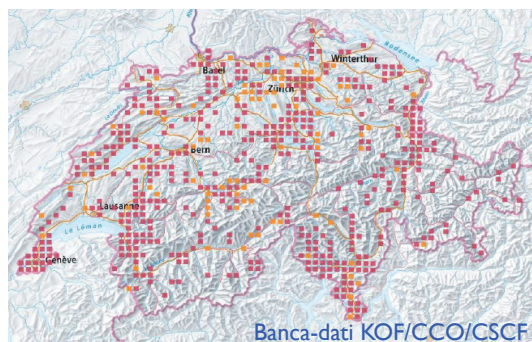 Bodensee
Basel
Winterthur
Zürich
Bern
Lausanne
Le Léman
Genève
Banca-dati KOF/CCO/CSCF